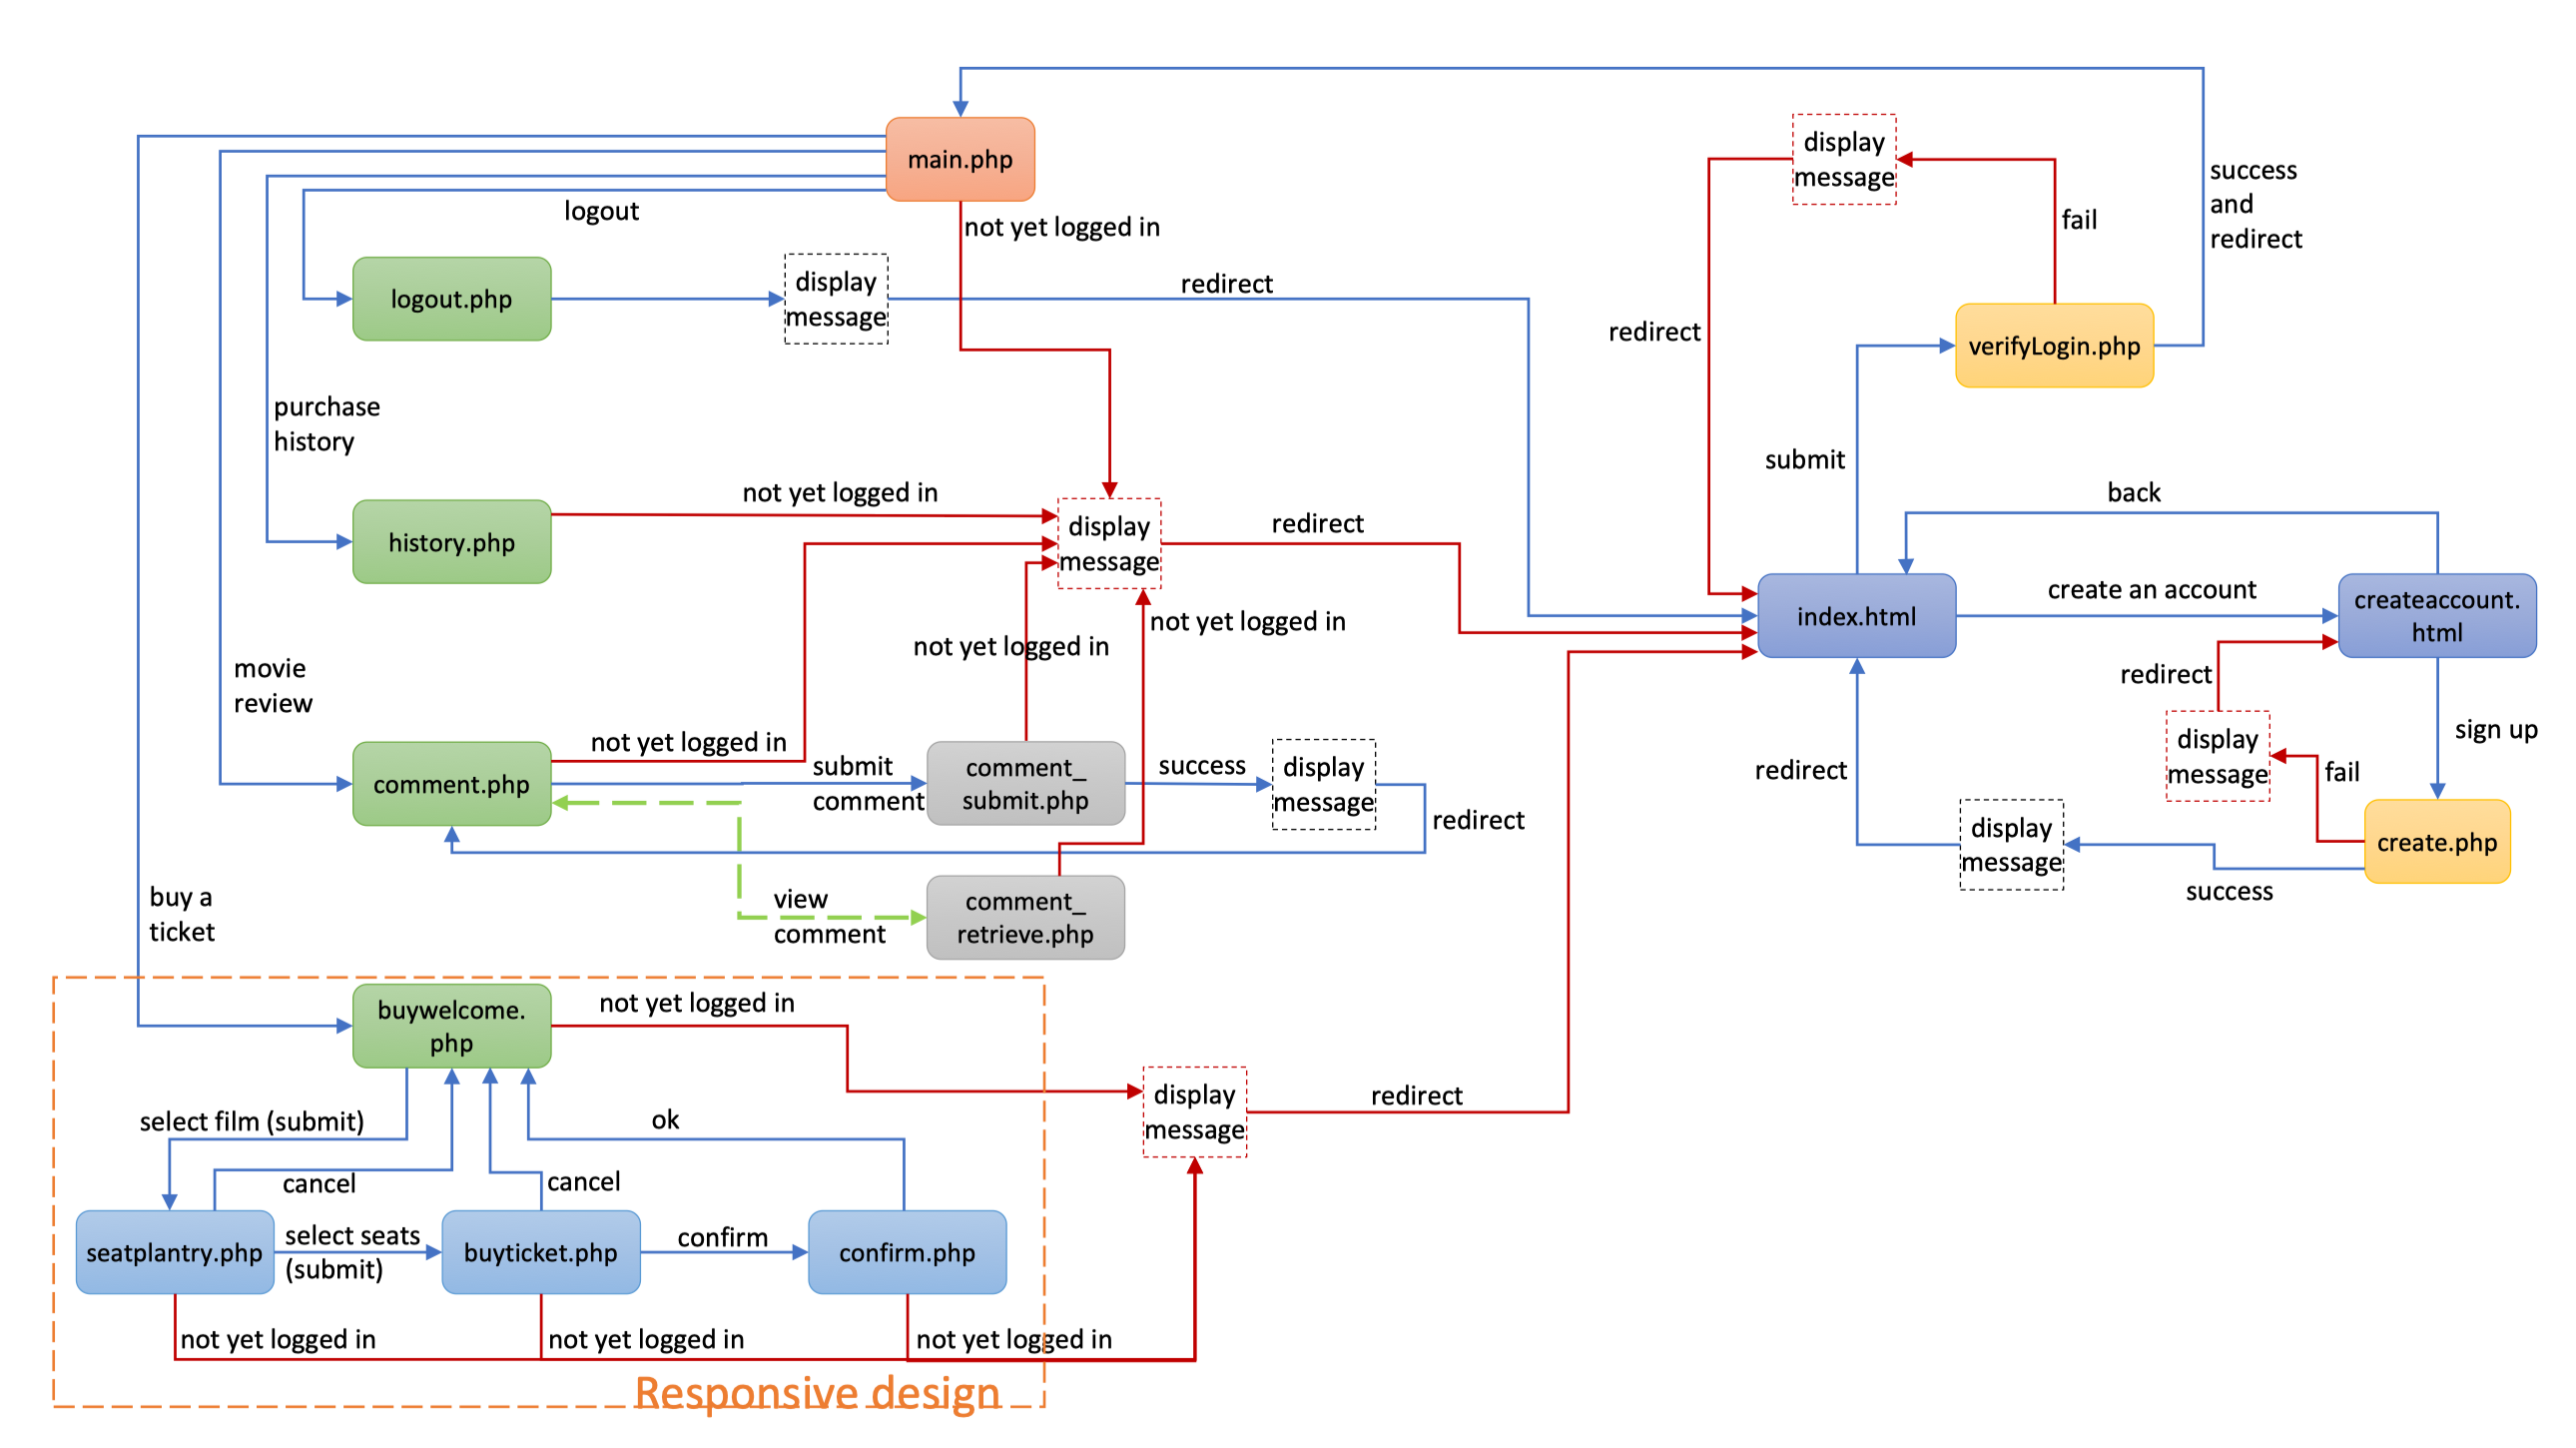 main.php
logout
not yet logged in
logout.php
display
message
redirect
display
message
fail
success
and
redirect
redirect
verifyLogin.php
purchase
history
submit
history.php
not yet logged in
display
message
redirect
back
index.html
create an account
createaccount.
html
not yet logged in
not yet logged in
movie
review
redirect
display
message
sign up
fail
comment.php
not yet logged in
submit
comment
comment_
submit.php
success
display
message
redirect
redirect
display
message
create.php
success
view
comment
comment_
retrieve.php
buy a
ticket
buywelcome.
php
not yet logged in
display
message
redirect
select film (submit)
ok
cancel
cancel
seatplantry.php
select seats
(submit)
buyticket.php
confirm
confirm.php
not yet logged in
not yet logged in
not yet logged in
Responsive design